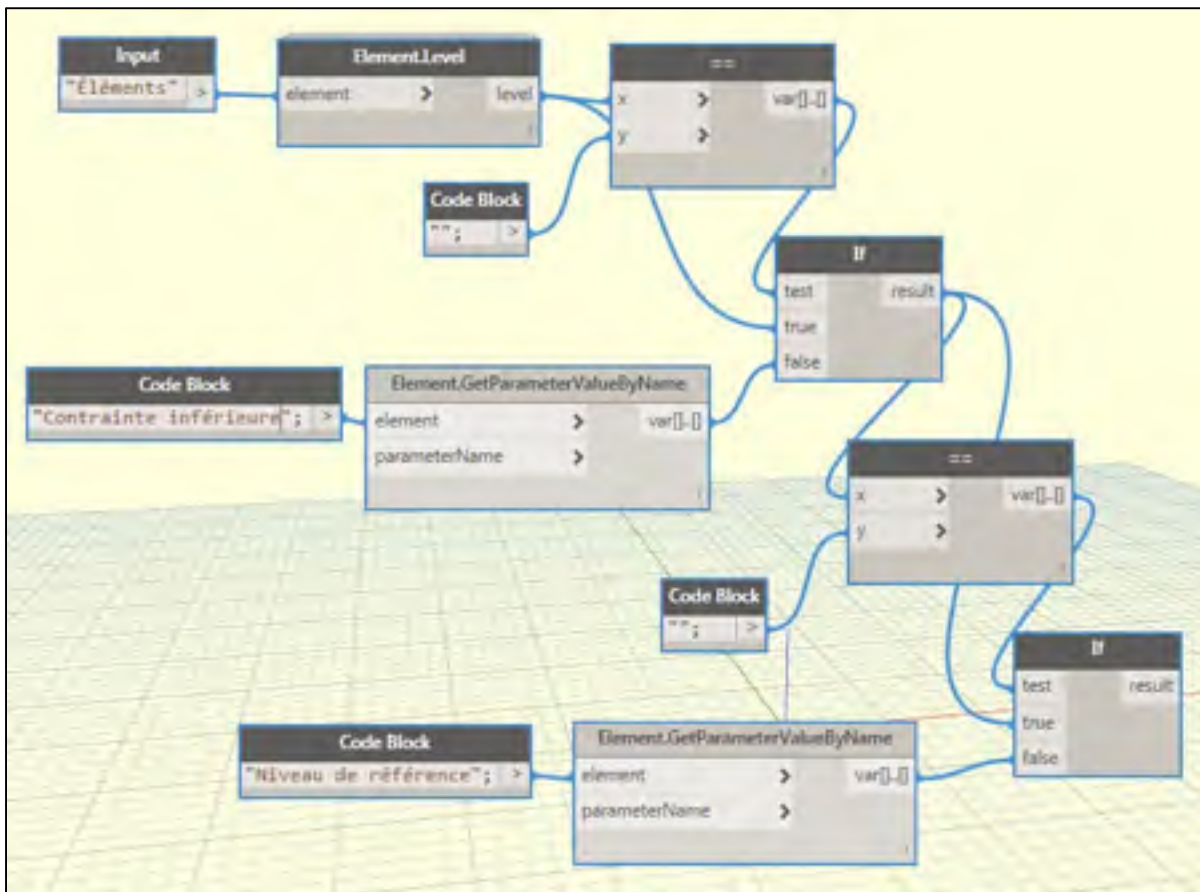 Input
"Éléments" >
Element.Level
element > level
==
x > var[]..[]
y >
Code Block
""; >
If
test result
true
false
Code Block
"Contrainte inférieure"; >
Element.GetParameterValueByName
element > var[]..[]
parameterName >
==
x > var[]..[]
y >
Code Block
""; >
If
test result
true
false
Code Block
"Niveau de référence"; >
Element.GetParameterValueByName
element > var[]..[]
parameterName >